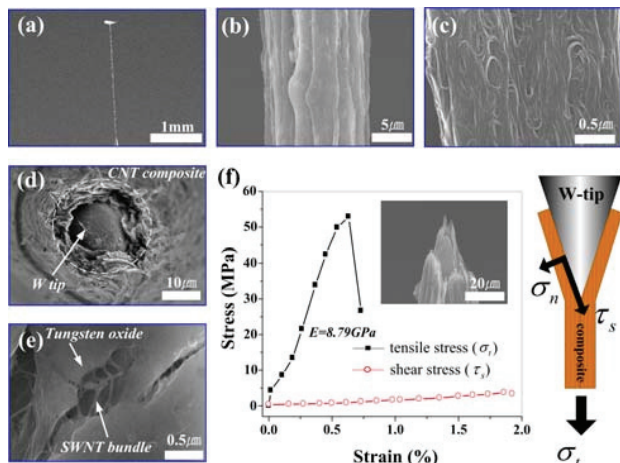 (a)
1mm
(b)
5㎛
(c)
0.5㎛
(d)
CNT composite
W tip
10㎛
(e)
Tungsten oxide
SWNT bundle
0.5㎛
(f)
60
50
40
30
20
10
0
Stress (MPa)
20㎛
E=8.79GPa
tensile stress (σt)
shear stress (τs)
0.0 0.5 1.0 1.5 2.0
Strain (%)
W-tip
σn
τs
composite
σt